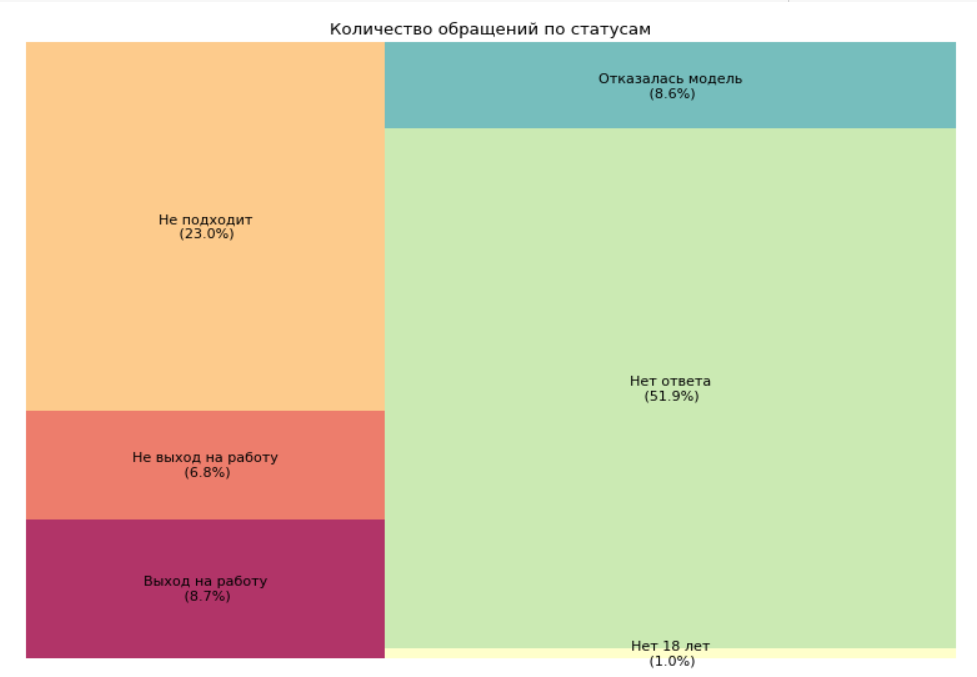 Количество обращений по статусам
Отказалась модель
(8.6%)
Не подходит
(23.0%)
Нет ответа
(51.9%)
Не выход на работу
(6.8%)
Выход на работу
(8.7%)
Нет 18 лет
(1.0%)